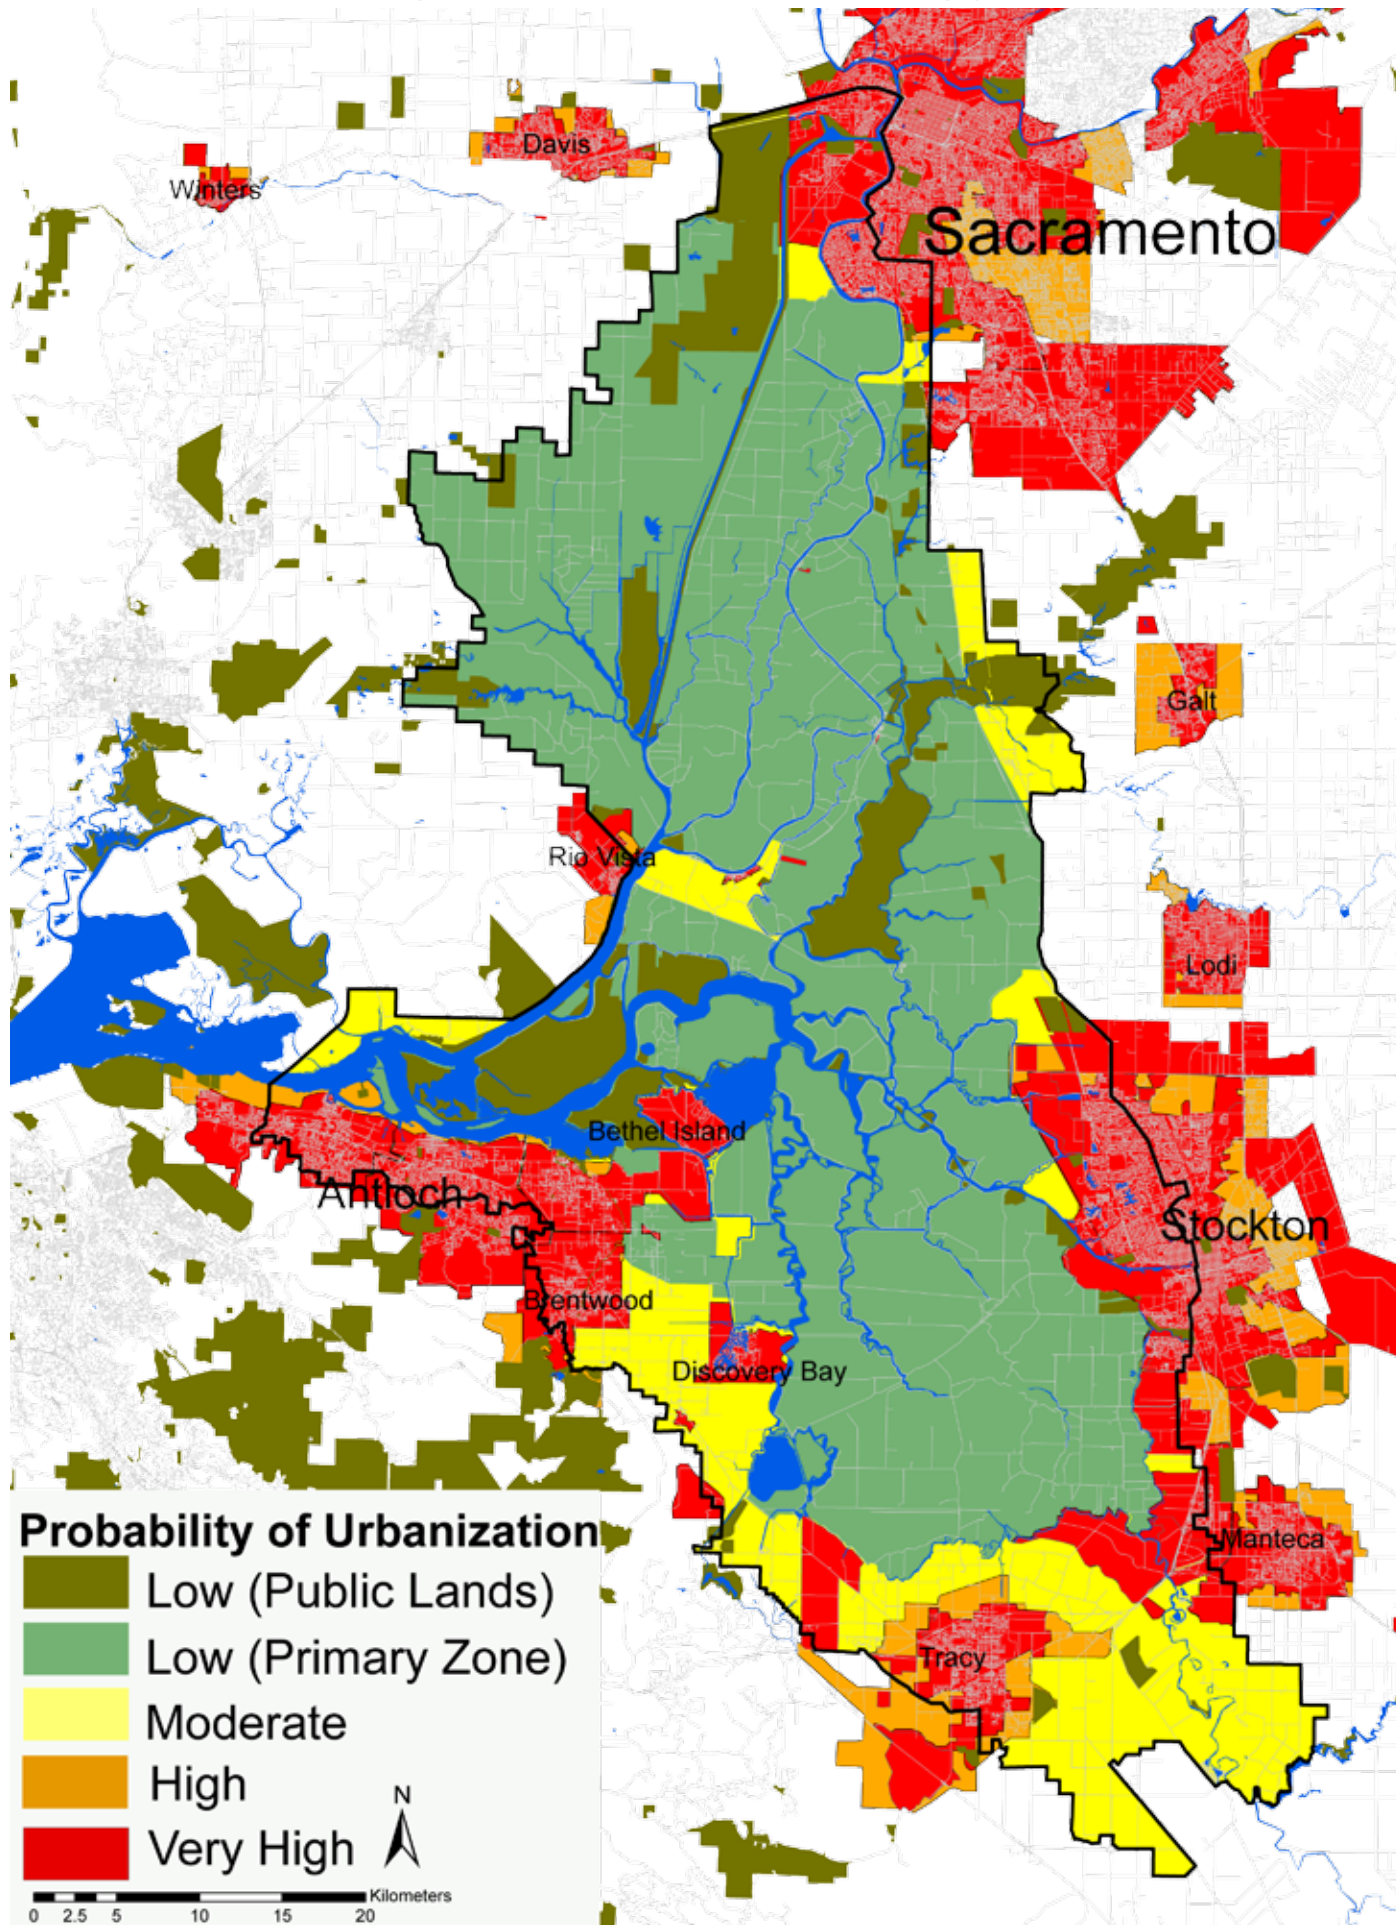 Davis
Winters
Sacramento
Galt
Rio Vista
Lodi
Bethel Island
Antioch
Stockton
Brentwood
Discovery Bay
Manteca
Tracy
Probability of Urbanization
Low (Public Lands)
Low (Primary Zone)
Moderate
High
N
Very High
Kilometers
0 2.5 5 10 15 20